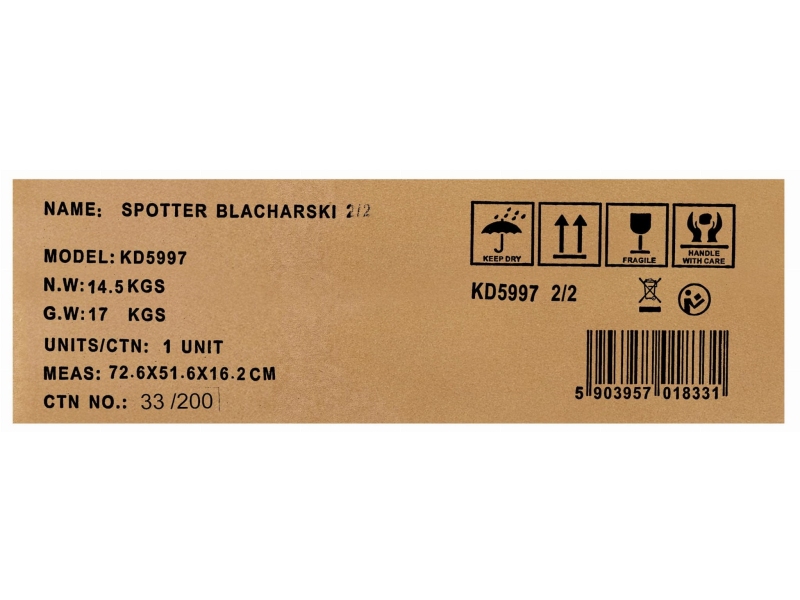 NAME: SPOTTER BLACHARSKI 2/2
MODEL: KD5997
N.W: 14.5 KGS
G.W: 17 KGS
UNITS/CTN: 1 UNIT
MEAS: 72.6X51.6X16.2 CM
CTN NO.: 33 /200
KEEP DRY
FRAGILE
HANDLE
WITH CARE
KD5997 2/2
5 903957 018331